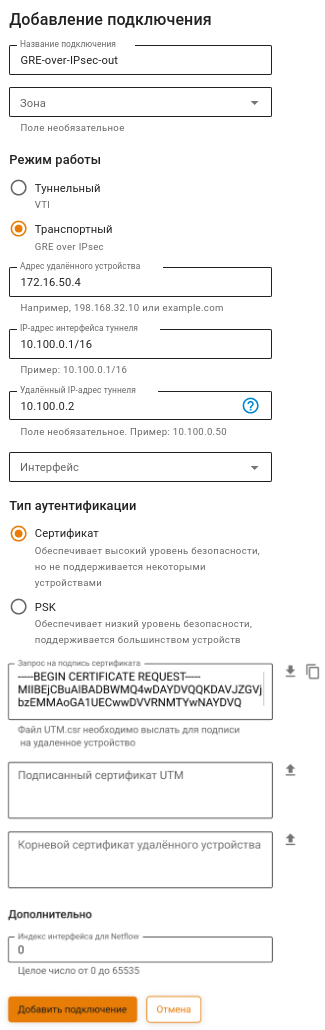 Добавление подключения
Название подключения
GRE-over-IPsec-out
Зона
Поле необязательное
Режим работы
Туннельный
VTI
Транспортный
GRE over IPsec
Адрес удалённого устройства
172.16.50.4
Например, 198.168.32.10 или example.com
IP-адрес интерфейса туннеля
10.100.0.1/16
Пример: 10.100.0.1/16
Удалённый IP-адрес туннеля
10.100.0.2
Поле необязательное. Пример: 10.100.0.50
Интерфейс
Тип аутентификации
Сертификат
Обеспечивает высокий уровень безопасности,
но не поддерживается некоторыми
устройствами
PSK
Обеспечивает низкий уровень безопасности,
поддерживается большинством устройств
Запрос на подпись сертификата
-----BEGIN CERTIFICATE REQUEST-----
MIIBEjCBuAIBADBWMQ4wDAYDVQQKDAVJZGVj
bzEMMAoGA1UECwwDVVRNMTYwNAYDVQ
Файл UTM.csr необходимо выслать для подписи
на удаленное устройство
Подписанный сертификат UTM
Корневой сертификат удалённого устройства
Дополнительно
Индекс интерфейса для Netflow
0
Целое число от 0 до 65535
Добавить подключение
Отмена